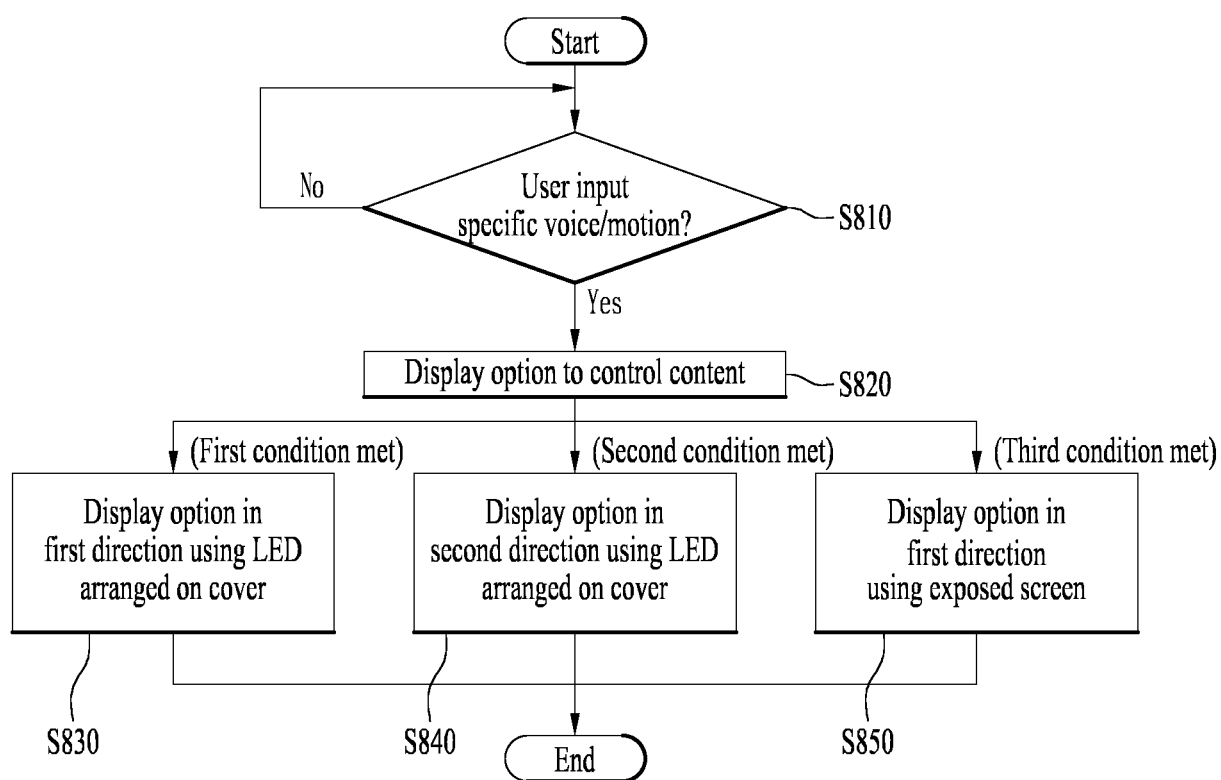 Start
No
User input
specific voice/motion?
S810
Yes
Display option to control content
S820
(First condition met)
(Second condition met)
(Third condition met)
Display option in
first direction using LED
arranged on cover
Display option in
second direction using LED
arranged on cover
Display option in
first direction
using exposed screen
S830
S840
S850
End